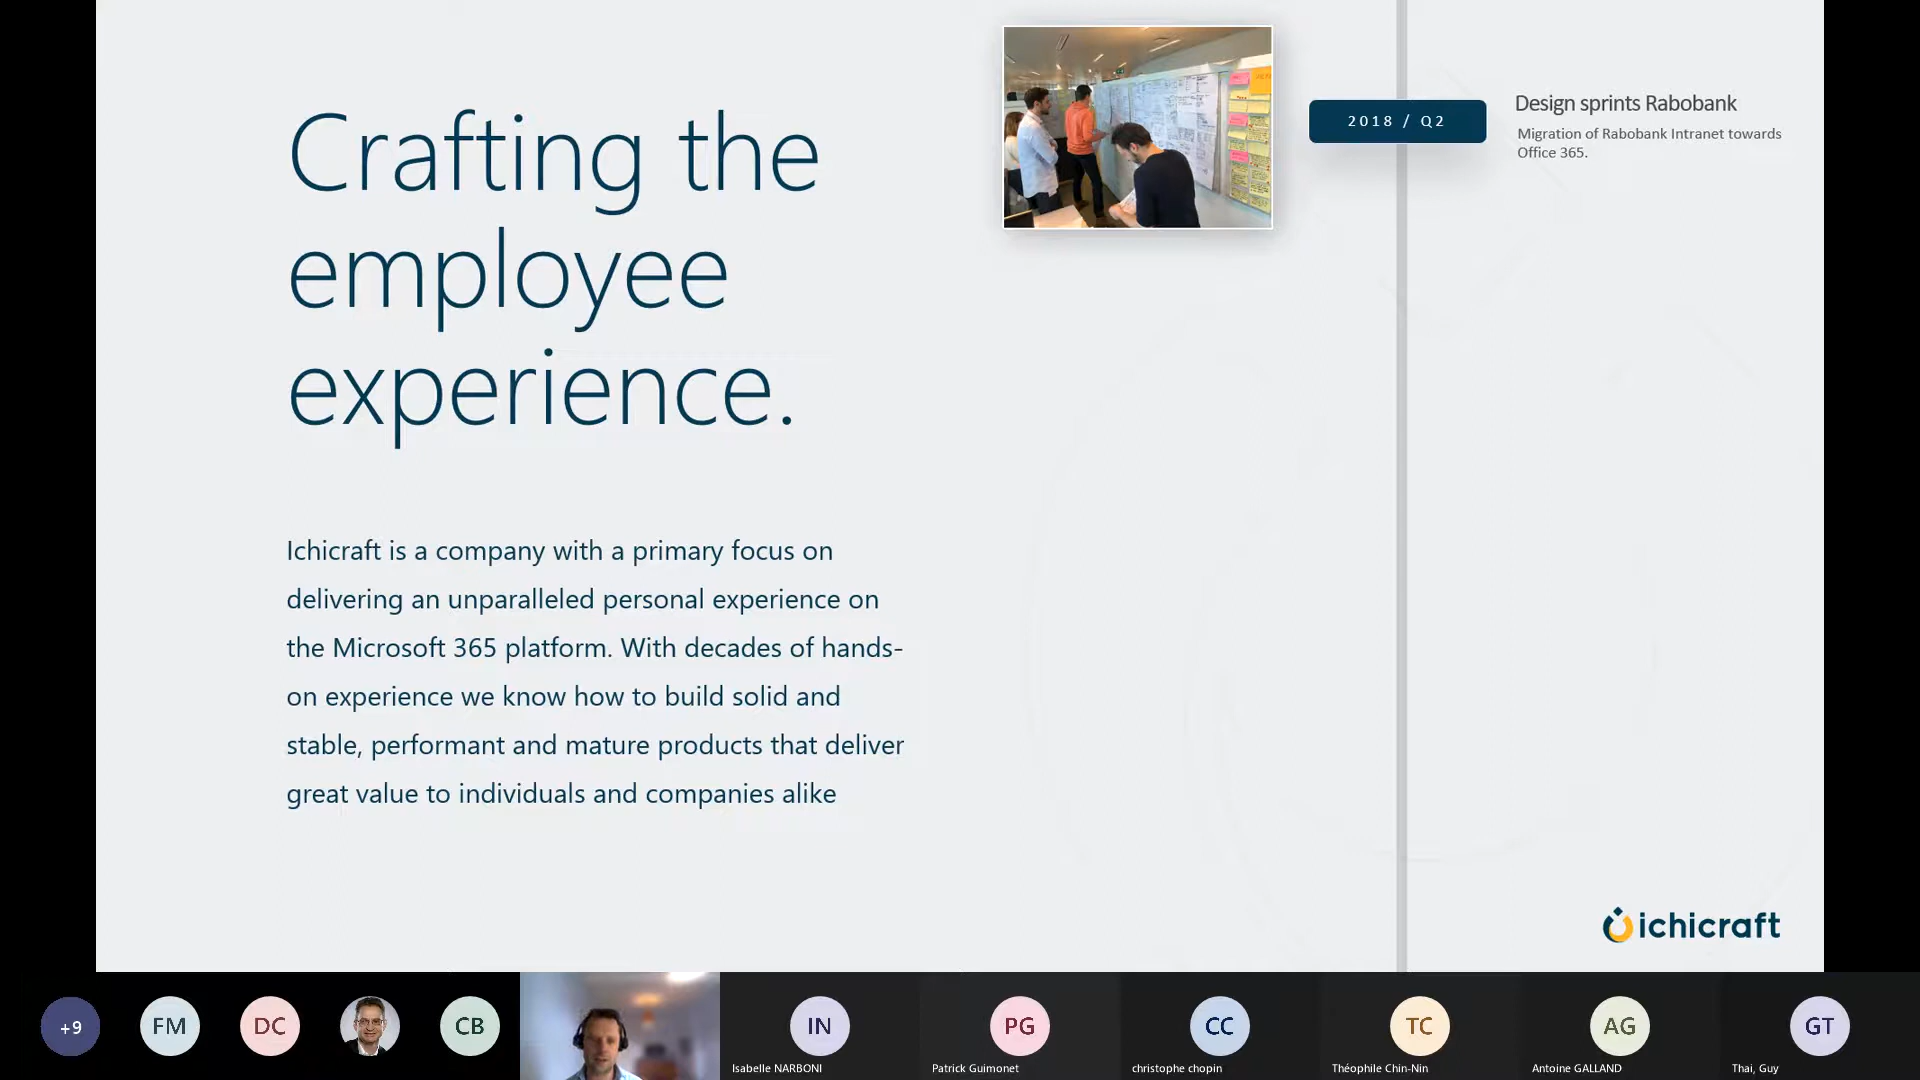 Crafting the
employee
experience.
Ichicraft is a company with a primary focus on
delivering an unparalleled personal experience on
the Microsoft 365 platform. With decades of hands-
on experience we know how to build solid and
stable, performant and mature products that deliver
great value to individuals and companies alike
2018 / Q2
Design sprints Rabobank
Migration of Rabobank Intranet towards
Office 365.
ichicraft
+9
FM
DC
CB
IN
Isabelle NARBONI
PG
Patrick Guimonet
CC
christophe chopin
TC
Théophile Chin-Nin
AG
Antoine GALLAND
GT
Thai, Guy